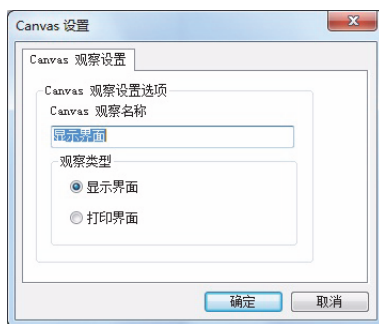 Canvas 设置
Canvas 观察设置
Canvas 观察设置选项
Canvas 观察名称
显示界面
观察类型
显示界面
打印界面
确定 取消